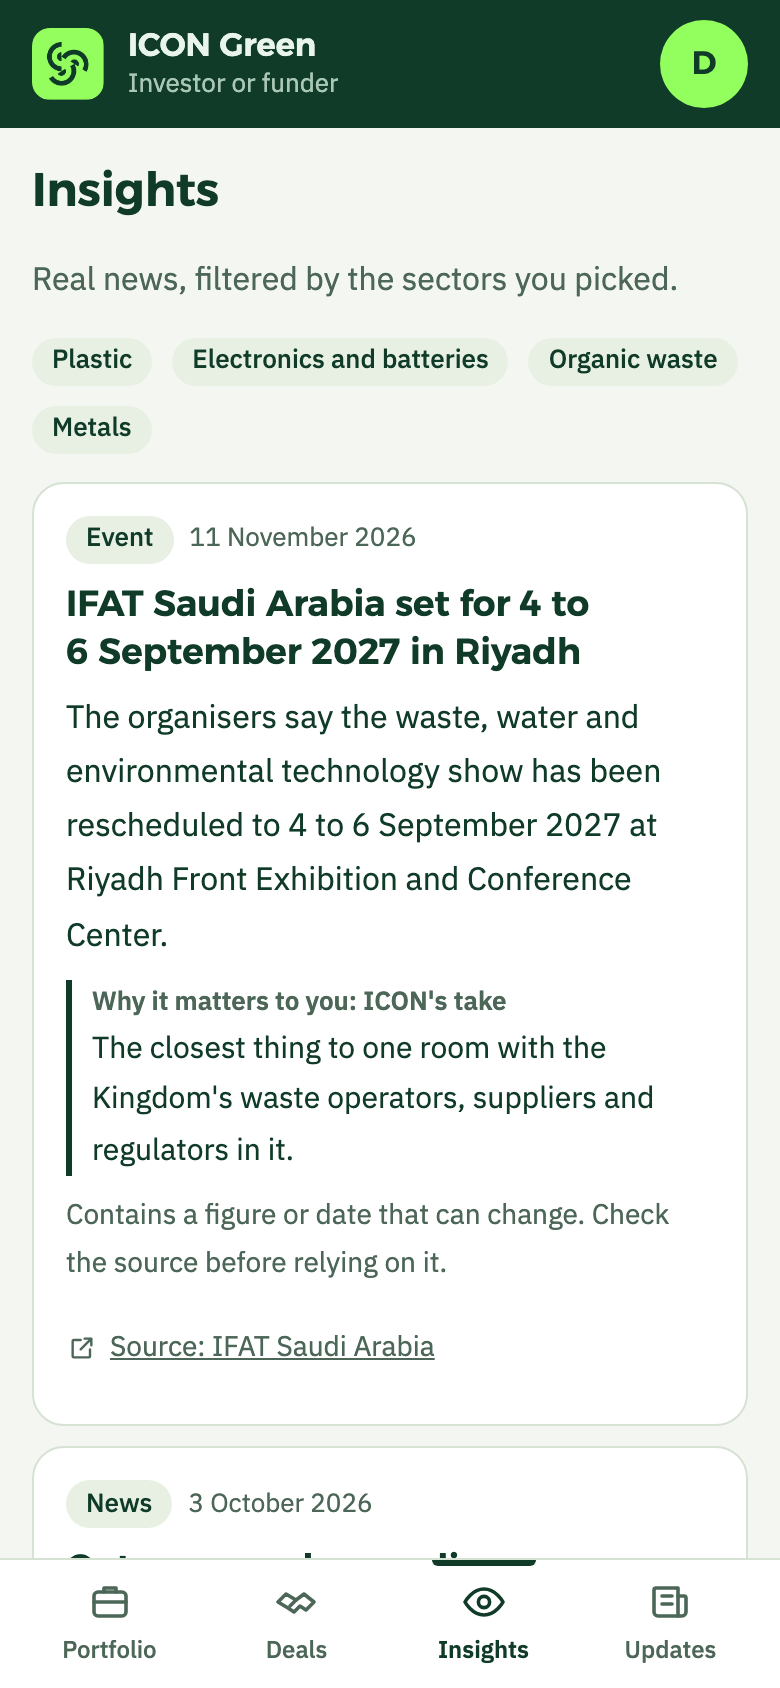 ICON Green
Investor or funder
D
Insights
Real news, filtered by the sectors you picked.
Plastic
Electronics and batteries
Organic waste
Metals
Event
11 November 2026
IFAT Saudi Arabia set for 4 to
6 September 2027 in Riyadh
The organisers say the waste, water and
environmental technology show has been
rescheduled to 4 to 6 September 2027 at
Riyadh Front Exhibition and Conference
Center.
Why it matters to you: ICON's take
The closest thing to one room with the
Kingdom's waste operators, suppliers and
regulators in it.
Contains a figure or date that can change. Check
the source before relying on it.
Source: IFAT Saudi Arabia
News
3 October 2026
Portfolio
Deals
Insights
Updates